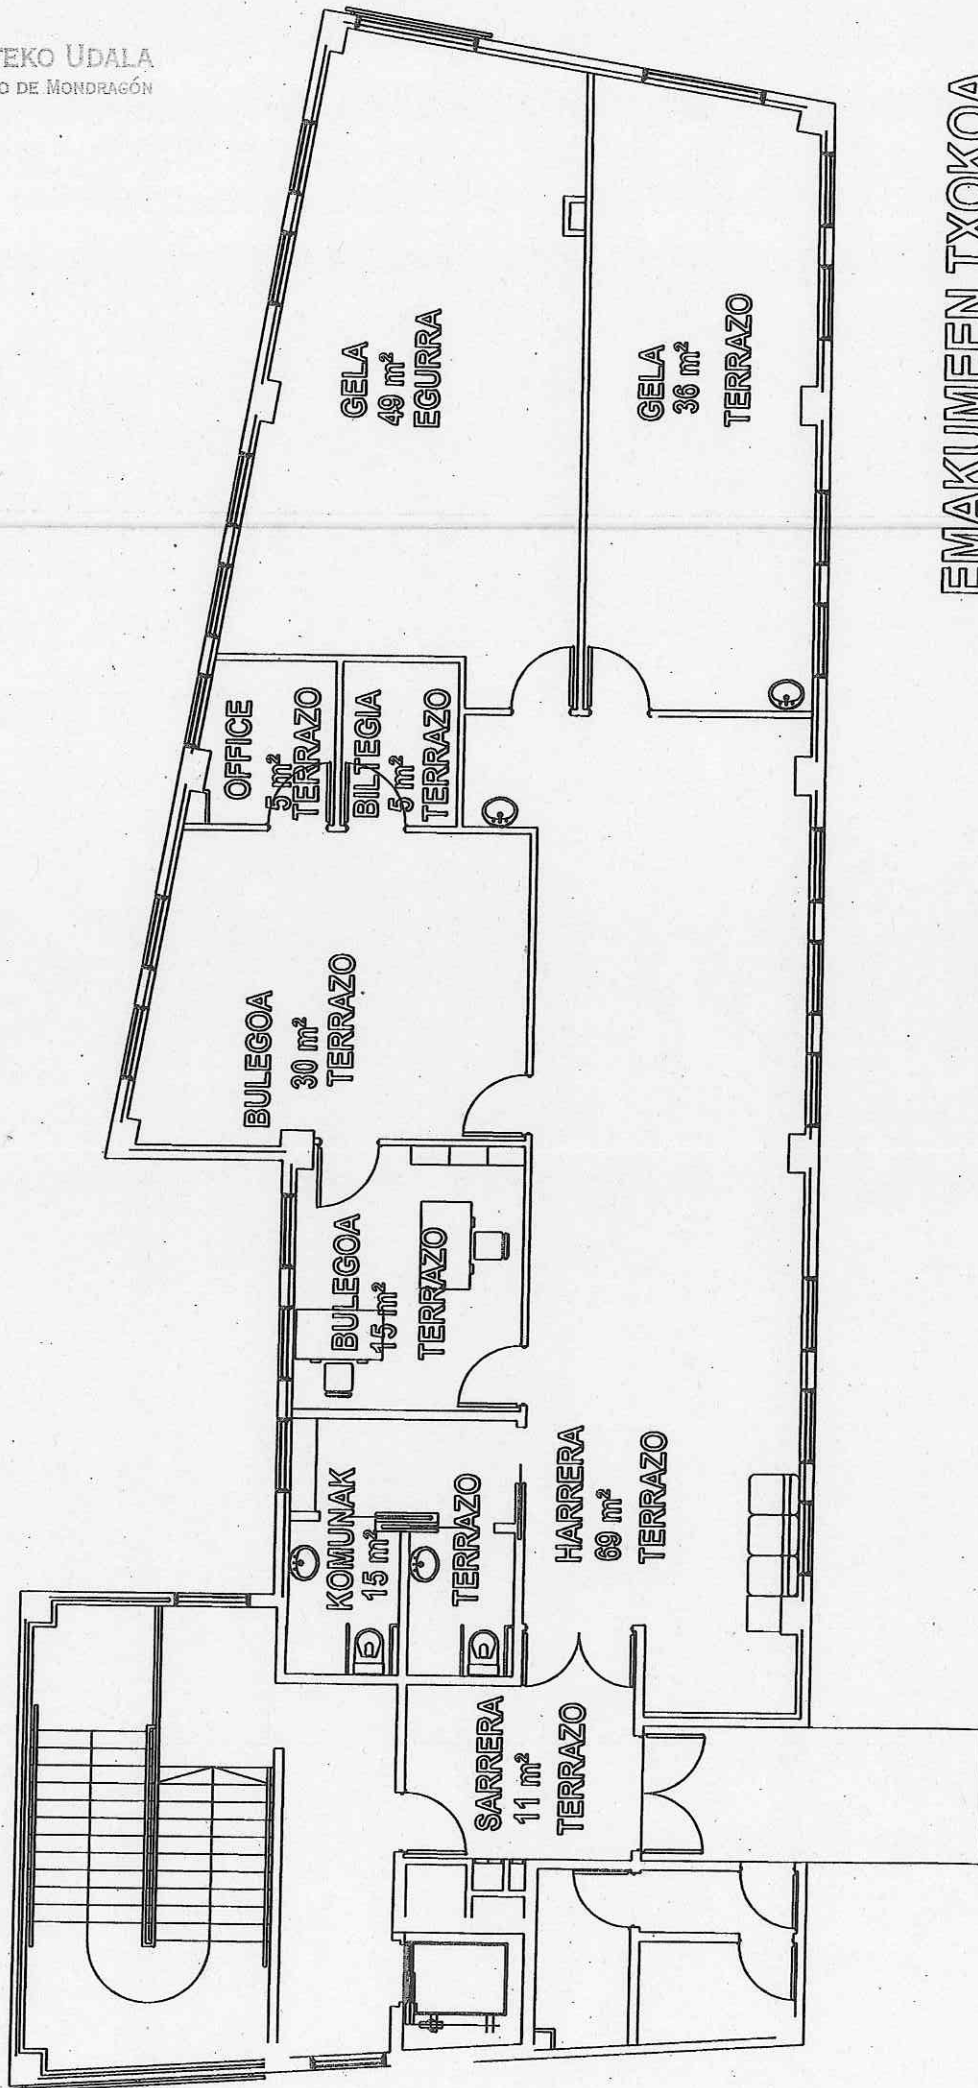 UDALA
DE MONDRAGÓN
EMAKUMEEN TXOKOA
GELA
49 m²
EGURRA
GELA
36 m²
TERRAZO
OFFICE
5 m²
TERRAZO
BILTEGIA
5 m²
TERRAZO
BULEGOA
30 m²
TERRAZO
BULEGOA
15 m²
TERRAZO
KOMUNAK
15 m²
TERRAZO
HARRERA
69 m²
TERRAZO
SARRERA
11 m²
TERRAZO